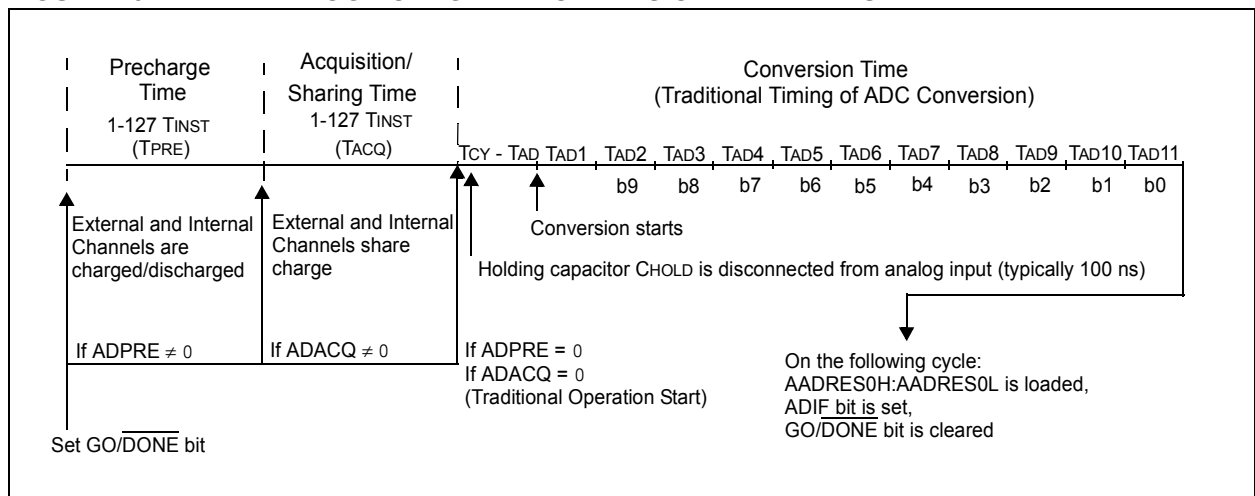 Precharge
Time
1-127 TINST
(TPRE)
Acquisition/
Sharing Time
1-127 TINST
(TACQ)
Conversion Time
(Traditional Timing of ADC Conversion)
TCY - TAD TAD1 TAD2 TAD3 TAD4 TAD5 TAD6 TAD7 TAD8 TAD9 TAD10 TAD11
b9 b8 b7 b6 b5 b4 b3 b2 b1 b0
External and Internal
Channels are
charged/discharged
External and Internal
Channels share
charge
Conversion starts
Holding capacitor CHOLD is disconnected from analog input (typically 100 ns)
If ADPRE ≠ 0
If ADACQ ≠ 0
If ADPRE = 0
If ADACQ = 0
(Traditional Operation Start)
On the following cycle:
AADRES0H:AADRES0L is loaded,
ADIF bit is set,
GO/DONE bit is cleared
Set GO/DONE bit